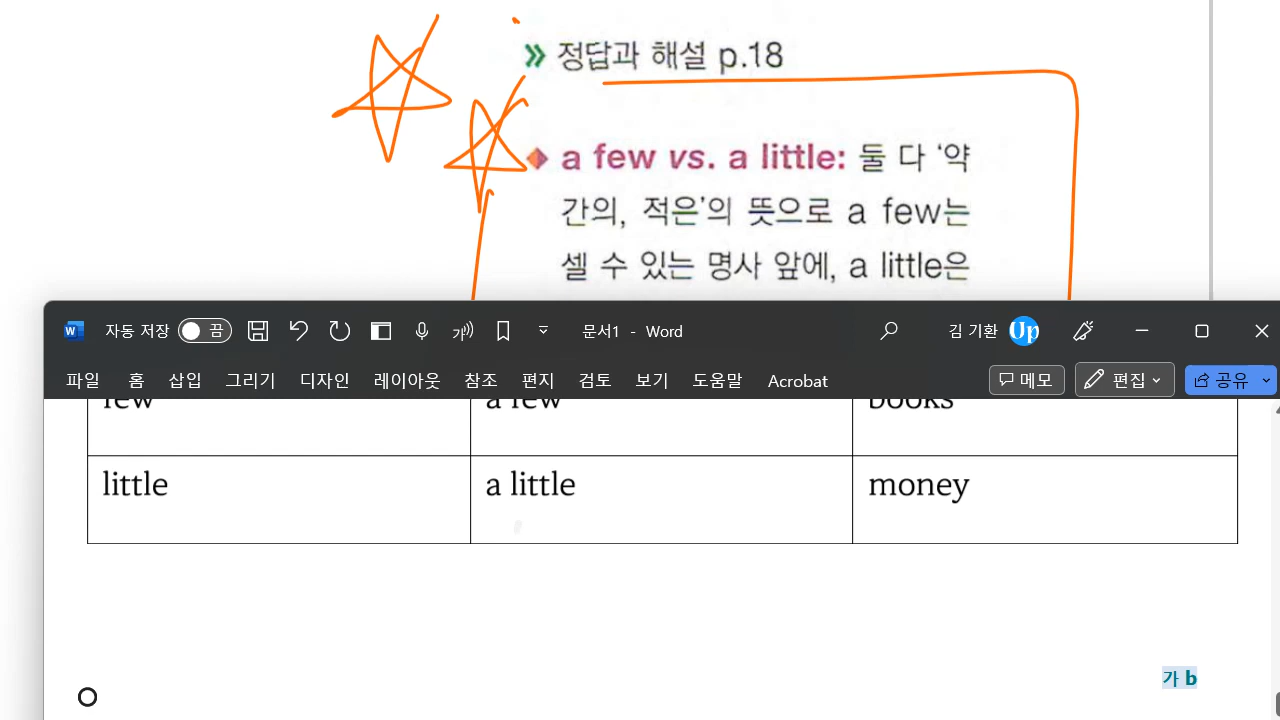 » 정답과 해설 p.18
a few vs. a little: 둘 다 ‘약
간의, 적은’의 뜻으로 a few는
셀 수 있는 명사 앞에, a little은
자동 저장 끔 문서1 - Word 김 기환 Up
파일 홈 삽입 그리기 디자인 레이아웃 참조 편지 검토 보기 도움말 Acrobat 메모 편집 공유
few a few books
little a little money
가 b